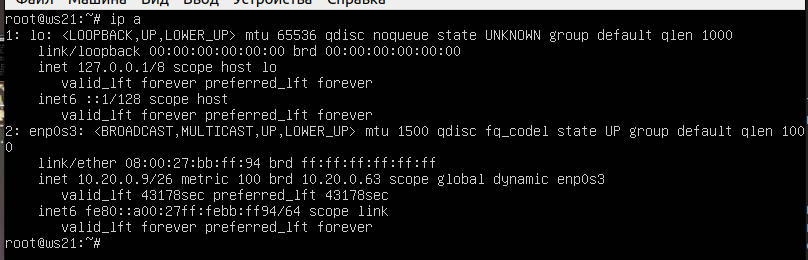 Файл Машина Вид Ввод Устройства Справка
root@ws21:~# ip a
1: lo: <LOOPBACK,UP,LOWER_UP> mtu 65536 qdisc noqueue state UNKNOWN group default qlen 1000
    link/loopback 00:00:00:00:00:00 brd 00:00:00:00:00:00
    inet 127.0.0.1/8 scope host lo
       valid_lft forever preferred_lft forever
    inet6 ::1/128 scope host
       valid_lft forever preferred_lft forever
2: enp0s3: <BROADCAST,MULTICAST,UP,LOWER_UP> mtu 1500 qdisc fq_codel state UP group default qlen 100
0
    link/ether 08:00:27:bb:ff:94 brd ff:ff:ff:ff:ff:ff
    inet 10.20.0.9/26 metric 100 brd 10.20.0.63 scope global dynamic enp0s3
       valid_lft 43178sec preferred_lft 43178sec
    inet6 fe80::a00:27ff:febb:ff94/64 scope link
       valid_lft forever preferred_lft forever
root@ws21:~#